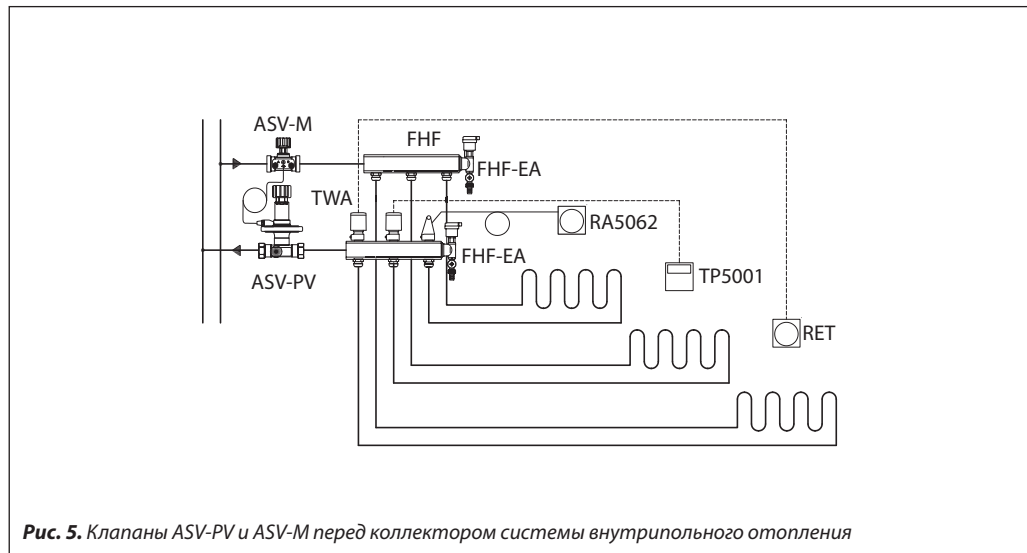 ASV-M
FHF
FHF-EA
TWA
RA5062
FHF-EA
TP5001
ASV-PV
RET
Рис. 5. Клапаны ASV-PV и ASV-M перед коллектором системы внутрипольного отопления